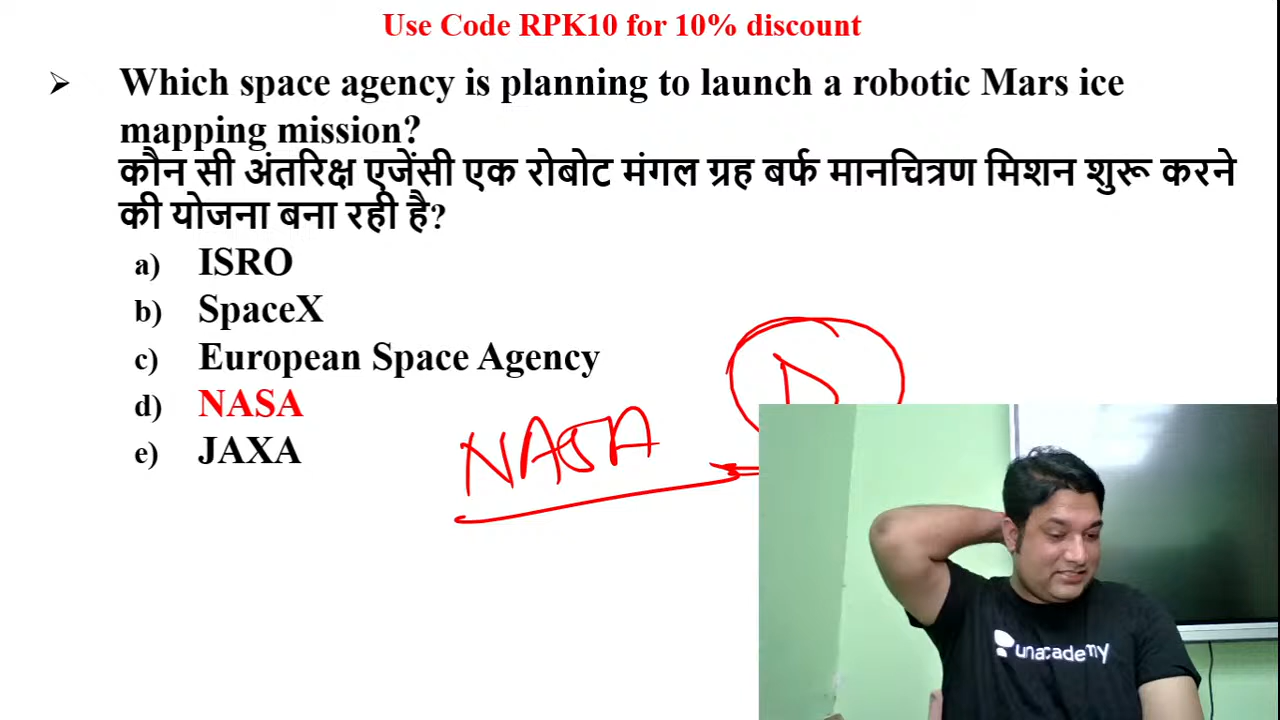 Use Code RPK10 for 10% discount
➢ Which space agency is planning to launch a robotic Mars ice
mapping mission?
कौन सी अंतरिक्ष एजेंसी एक रोबोट मंगल ग्रह बर्फ मानचित्रण मिशन शुरू करने
की योजना बना रही है?
a) ISRO
b) SpaceX
c) European Space Agency
d) NASA
e) JAXA
D
NASA
unacademy